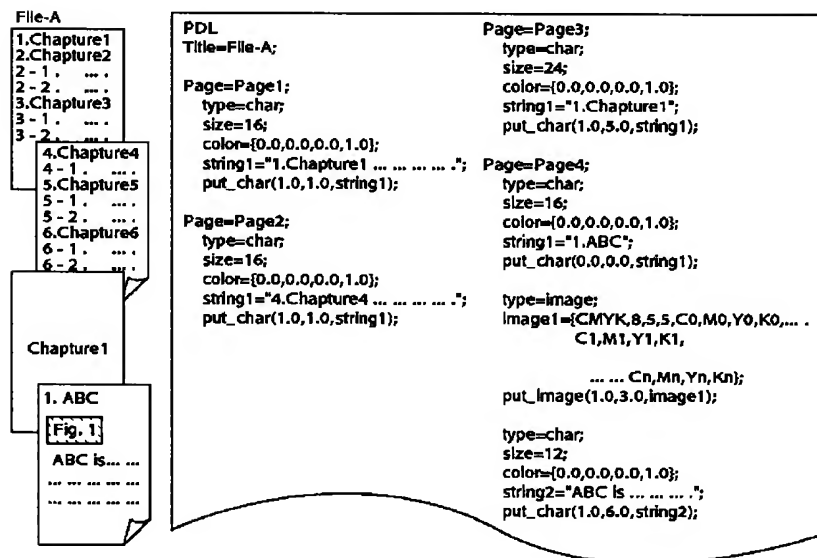 File-A
1.Chapture1
2.Chapture2
2 - 1 . ... .
2 - 2 . ... .
3.Chapture3
3 - 1 . ... .
3 - 2 . ...
4.Chapture4
4 - 1 . ... .
5.Chapture5
5 - 1 . ... .
5 - 2 . ... .
6.Chapture6
6 - 1 . ... .
6 - 2 . ... .
Chapture1
1. ABC
Fig. 1
ABC is... ...
... ... ... ... ...
... ... ... ... ...
PDL
Title=File-A;
Page=Page1;
type=char;
size=16;
color={0.0,0.0,0.0,1.0};
string1="1.Chapture1 ... ... ... ... .";
put_char(1.0,1.0,string1);
Page=Page2;
type=char;
size=16;
color={0.0,0.0,0.0,1.0};
string1="4.Chapture4 ... ... ... ... .";
put_char(1.0,1.0,string1);
Page=Page3;
type=char;
size=24;
color={0.0,0.0,0.0,1.0};
string1="1.Chapture1";
put_char(1.0,5.0,string1);
Page=Page4;
type=char;
size=16;
color={0.0,0.0,0.0,1.0};
string1="1.ABC";
put_char(0.0,0.0,string1);
type=image;
image1={CMYK,8,5,5,C0,M0,Y0,K0,... .
C1,M1,Y1,K1,
... ... Cn,Mn,Yn,Kn};
put_image(1.0,3.0,image1);
type=char;
size=12;
color={0.0,0.0,0.0,1.0};
string2="ABC is ... ... ... .";
put_char(1.0,6.0,string2);